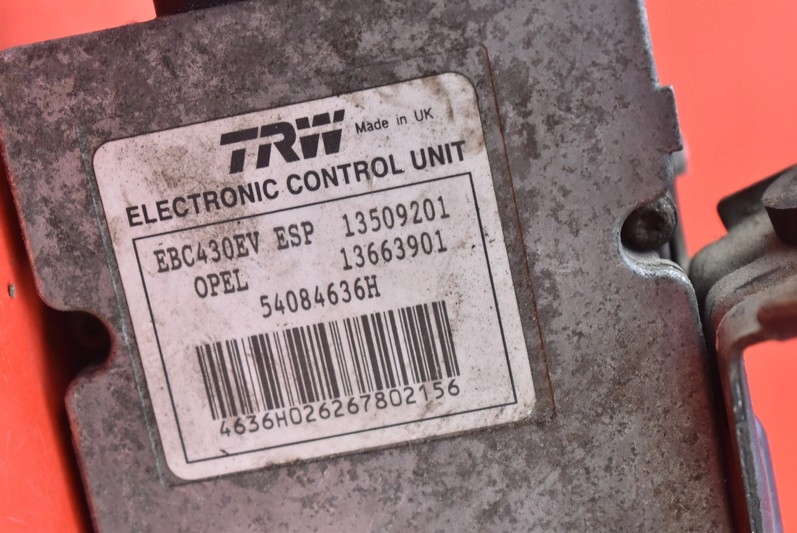 TRW Made in UK
ELECTRONIC CONTROL UNIT
EBC430EV ESP 13509201
OPEL 13663901
54084636H
4636H026267802156